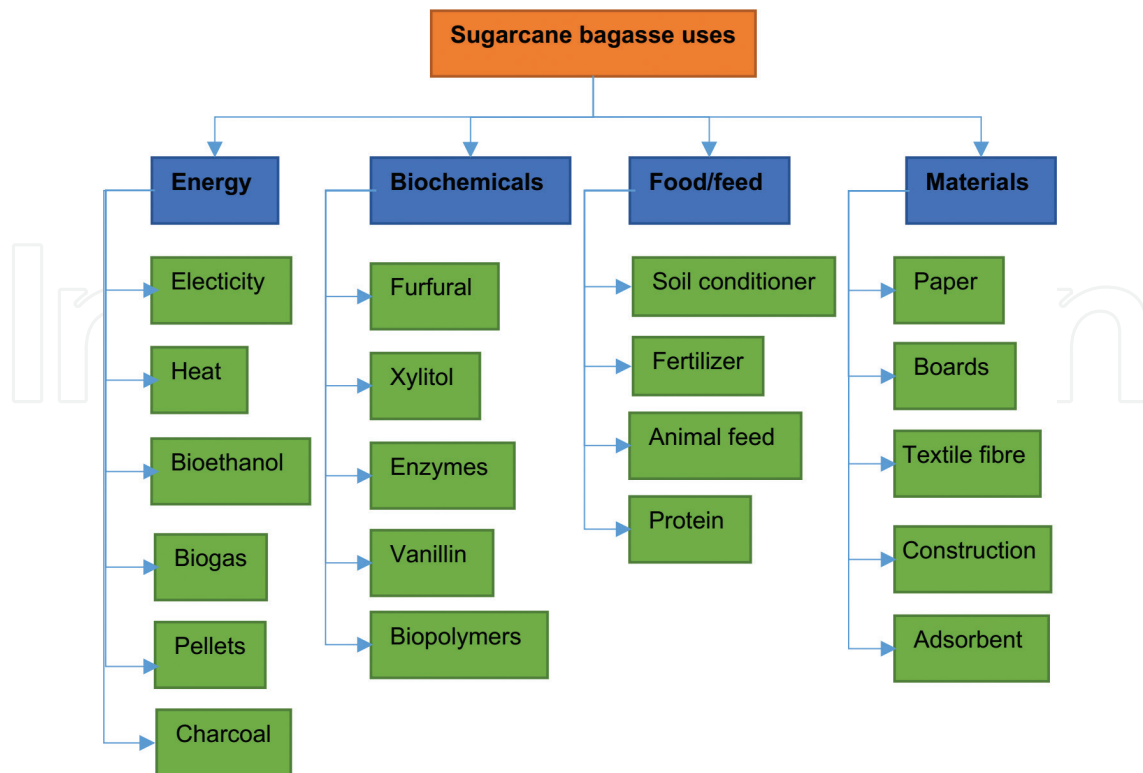 Sugarcane bagasse uses
Energy
Biochemicals
Food/feed
Materials
Electicity
Heat
Bioethanol
Biogas
Pellets
Charcoal
Furfural
Xylitol
Enzymes
Vanillin
Biopolymers
Soil conditioner
Fertilizer
Animal feed
Protein
Paper
Boards
Textile fibre
Construction
Adsorbent